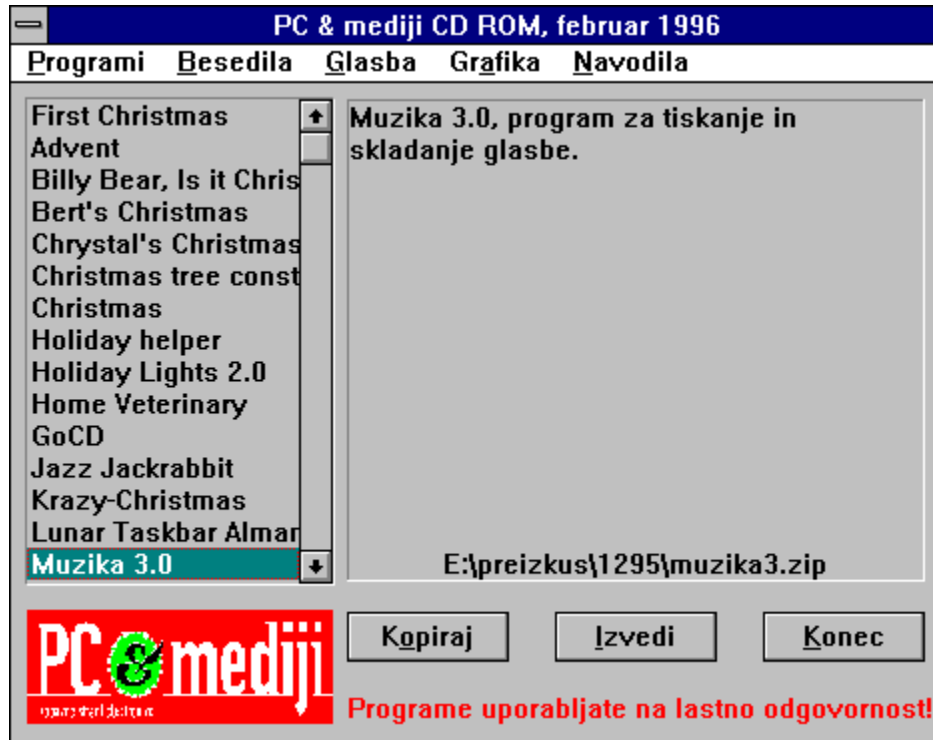 PC & mediji CD ROM, februar 1996
Programi Besedila Glasba Grafika Navodila
First Christmas
Advent
Billy Bear, Is it Chris
Bert's Christmas
Chrystal's Christmas
Christmas tree const
Christmas
Holiday helper
Holiday Lights 2.0
Home Veterinary
GoCD
Jazz Jackrabbit
Krazy-Christmas
Lunar Taskbar Alman
Muzika 3.0
Muzika 3.0, program za tiskanje in
skladanje glasbe.
E:\preizkus\1295\muzika3.zip
PC & mediji
Kopiraj Izvedi Konec
Programe uporabljate na lastno odgovornost!